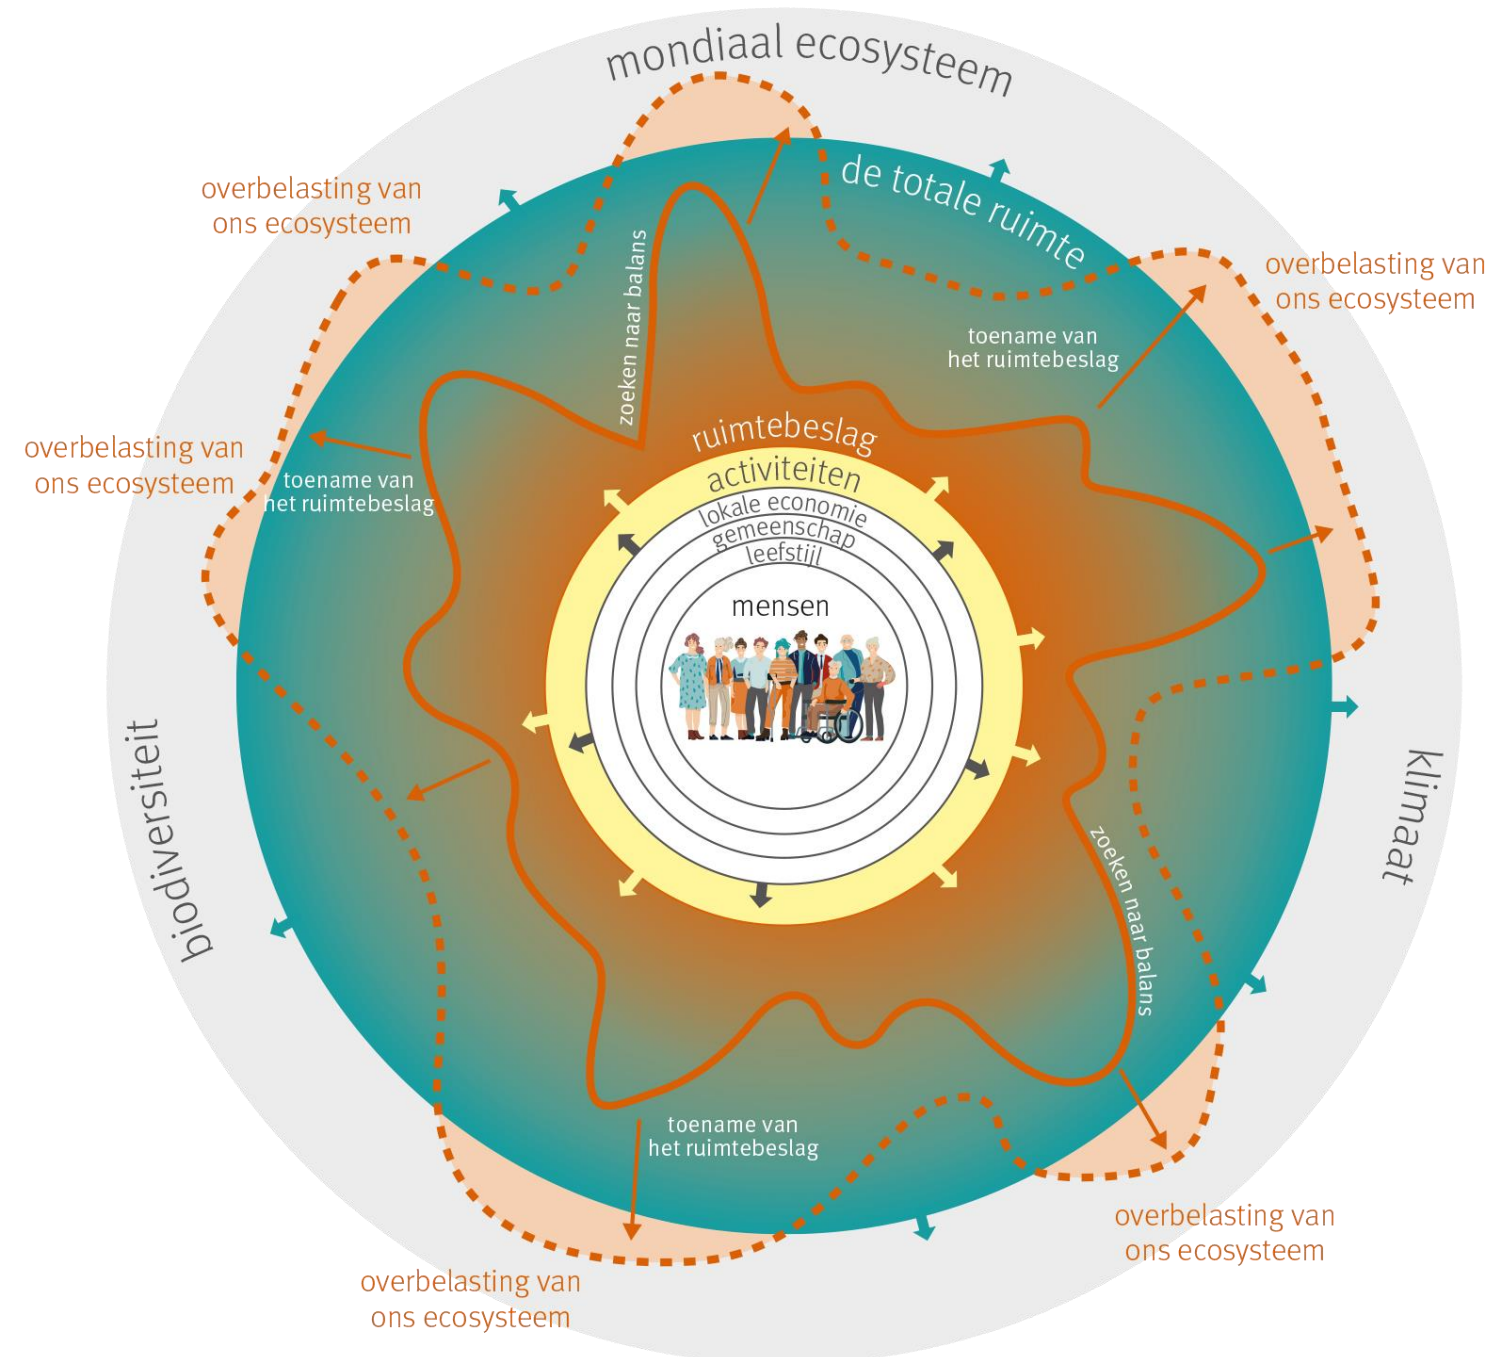 mondiaal ecosysteem
de totale ruimte
overbelasting van
ons ecosysteem
overbelasting van
ons ecosysteem
zoeken naar balans
toename van
het ruimtebeslag
overbelasting van
ons ecosysteem
toename van
het ruimtebeslag
ruimtebeslag
activiteiten
lokale economie
gemeenschap
leefstijl
mensen
biodiversiteit
klimaat
zoeken naar balans
toename van
het ruimtebeslag
overbelasting van
ons ecosysteem
overbelasting van
ons ecosysteem